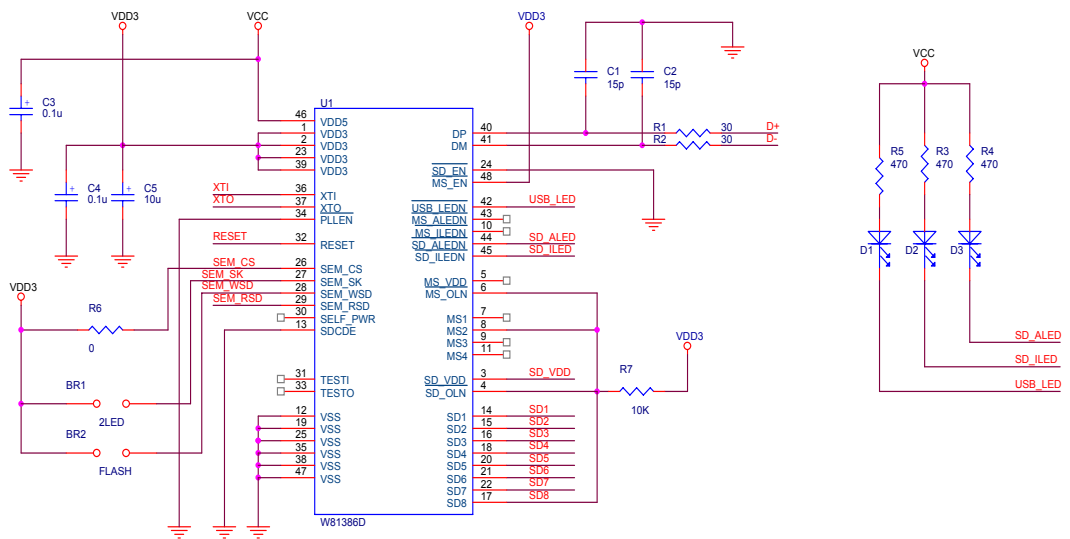 VDD3
VCC
VDD3
VCC
C3
0.1u
C4
0.1u
C5
10u
C1
15p
C2
15p
U1
46 VDD5
1 VDD3
2 VDD3
23 VDD3
39 VDD3
36 XTI
37 XTO
34 PLLEN
32 RESET
26 SEM_CS
27 SEM_SK
28 SEM_WSD
29 SEM_RSD
30 SELF_PWR
13 SDCDE
31 TESTI
33 TESTO
12 VSS
19 VSS
25 VSS
35 VSS
38 VSS
47 VSS
XTI
XTO
RESET
SEM_CS
SEM_SK
SEM_WSD
SEM_RSD
VDD3
R6
0
BR1
2LED
BR2
FLASH
DP 40
DM 41
SD_EN 24
MS_EN 48
USB_LEDN 42
MS_ALEDN 43
MS_ILEDN 10
SD_ALEDN 44
SD_ILEDN 45
MS_VDD 5
MS_OLN 6
MS1 7
MS2 8
MS3 9
MS4 11
SD_VDD 3
SD_OLN 4
SD1 14
SD2 15
SD3 16
SD4 18
SD5 20
SD6 21
SD7 22
SD8 17
W81386D
R1 30 D+
R2 30 D-
USB_LED
SD_ALED
SD_ILED
SD_VDD
SD1
SD2
SD3
SD4
SD5
SD6
SD7
SD8
VDD3
R7
10K
R5
470
R3
470
R4
470
D1
D2
D3
SD_ALED
SD_ILED
USB_LED